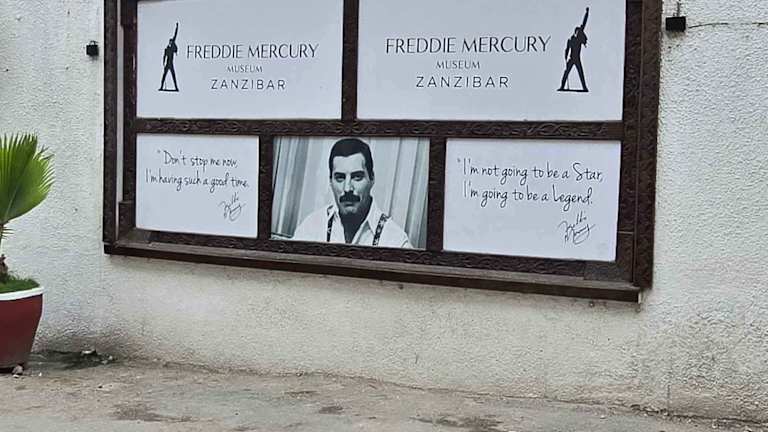 FREDDIE MERCURY
MUSEUM
ZANZIBAR
FREDDIE MERCURY
MUSEUM
ZANZIBAR
"Don't stop me now,
I'm having such a good time.
"I'm not going to be a Star,
I'm going to be a Legend.